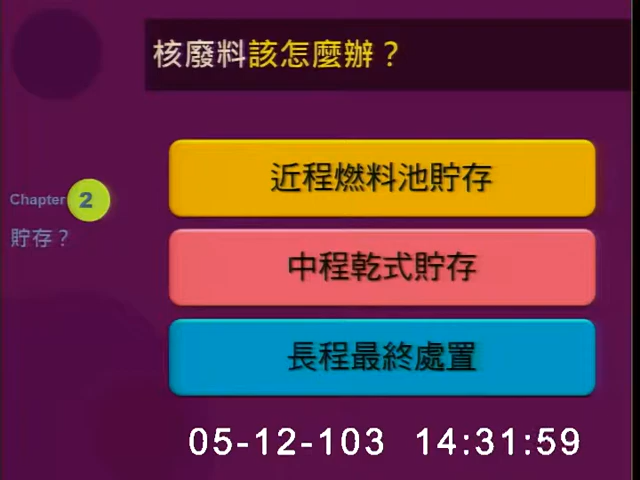 核廢料該怎麼辦？
近程燃料池貯存
Chapter 2
貯存？
中程乾式貯存
長程最終處置
05-12-103 14:31:59